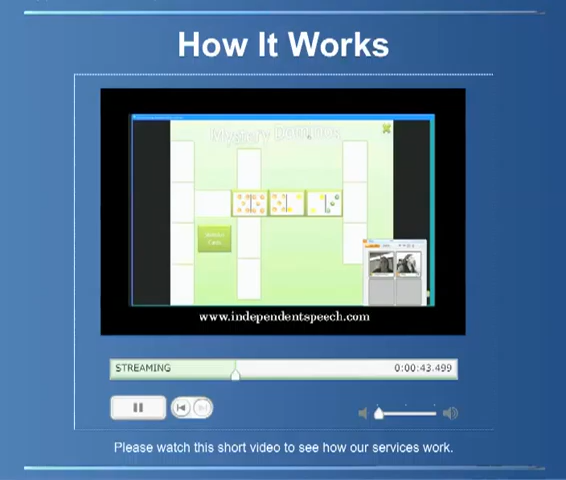 How It Works
Mystery Dominos
www.independentspeech.com
STREAMING
0:00:43.499
Please watch this short video to see how our services work.